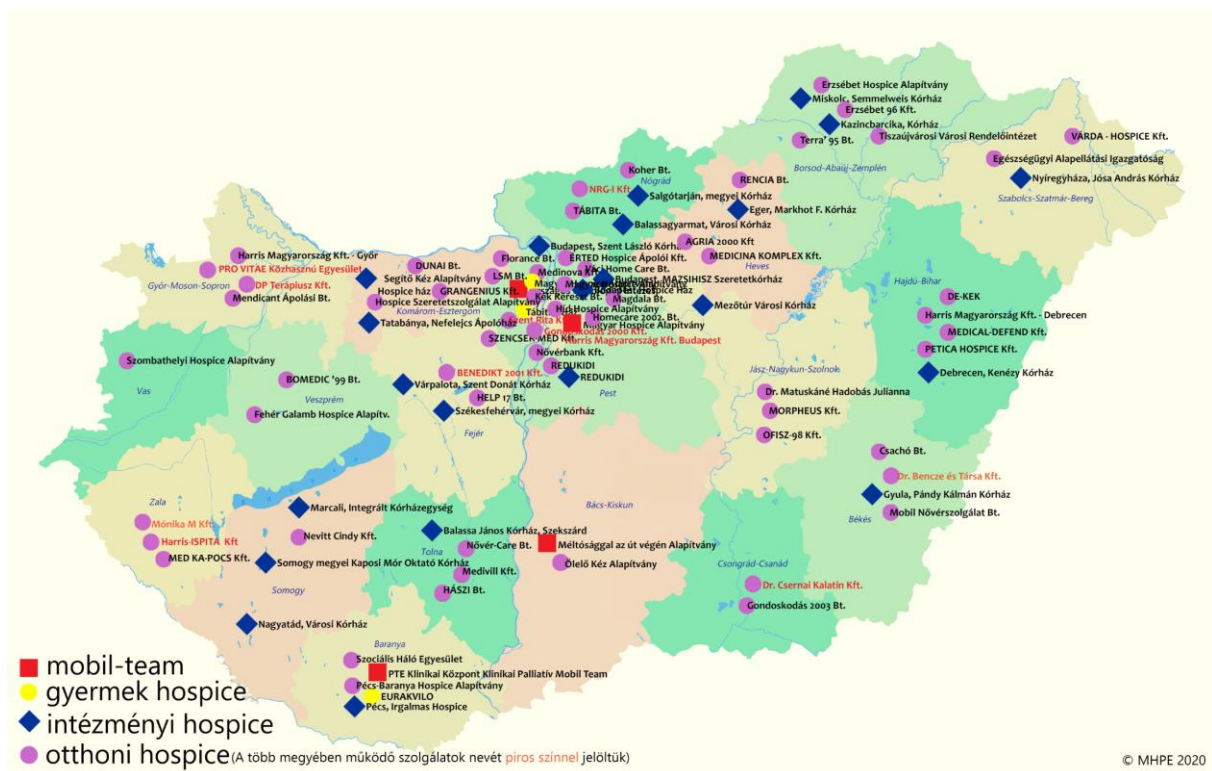 Erzsébet Hospice Alapítvány
Miskolc, Semmelweis Kórház
Erzsébet 96 Kft.
Kazincbarcika, Kórház
Terra' 95 Bt.
Tiszaújvárosi Városi Rendelőintézet
VÁRDA - HOSPICE Kft.
Borsod-Abaúj-Zemplén
Egészségügyi Alapellátási Igazgatóság
Nyíregyháza, Jósa András Kórház
Szabolcs-Szatmár-Bereg
Koher Bt.
Nógrád
NRG-I Kft
Salgótarján, megyei Kórház
TÁBITA Bt.
Balassagyarmat, Városi Kórház
RENCIA Bt.
Eger, Markhot F. Kórház
AGRIA 2000 Kft
MEDICINA KOMPLEX Kft.
Heves
Mezőtúr Városi Kórház
Harris Magyarország Kft. - Győr
PRO VITAE Közhasznú Egyesület
DP Terápiusz Kft.
Győr-Moson-Sopron
Mendicant Ápolási Bt.
DUNAI Bt.
Segítő Kéz Alapítvány
Hospice ház
GRANGENIUS Kft.
Hospice Szeretetszolgálat Alapítvány
Komárom-Esztergom
Tatabánya, Nefelejcs Ápolóház
Budapest, Szent László Kórház
Florance Bt.
ÉRTED Hospice Ápolói Kft.
LSM Bt.
Medinova Kft.
Váci Home Care Bt.
Budapest, MAZSIHISZ Szeretetkórház
Kék Kereszt Bt.
Magdala Bt.
Híd Hospice Alapítvány
Homecare 2002. Bt.
Magyar Hospice Alapítvány
Szent Rita
Gondoskodás 2000 Kft.
SZENCSER-MED Kft
Harris Magyarország Kft. Budapest
Nővérbank Kft.
REDUKIDI
REDUKIDI
Pest
Szombathelyi Hospice Alapítvány
Vas
BOMEDIC '99 Bt.
Veszprém
Fehér Galamb Hospice Alapítv.
BENEDIKT 2001 Kft.
Várpalota, Szent Donát Kórház
HELP 17 Bt.
Székesfehérvár, megyei Kórház
Fejér
Hajdú-Bihar
DE-KEK
Harris Magyarország Kft. - Debrecen
MEDICAL-DEFEND Kft.
PETICA HOSPICE Kft.
Debrecen, Kenézy Kórház
Jász-Nagykun-Szolnok
Dr. Matuskáné Hadobás Julianna
MORPHEUS Kft.
OFISZ-98 Kft.
Csachó Bt.
Dr. Bencze és Társa Kft.
Gyula, Pándy Kálmán Kórház
Békés
Mobil Nővérszolgálat Bt.
Zala
Mónika M Kft.
Harris-ISPITA Kft
MED KA-POCS Kft.
Marcali, Integrált Kórházegység
Nevitt Cindy Kft.
Somogy megyei Kaposi Mór Oktató Kórház
Somogy
Nagyatád, Városi Kórház
Balassa János Kórház, Szekszárd
Tolna
Nővér-Care Bt.
Medivill Kft.
HÁSZI Bt.
Bács-Kiskun
Méltósággal az út végén Alapítvány
Ölelő Kéz Alapítvány
Csongrád-Csanád
Dr. Csernai Kalatin Kft.
Gondoskodás 2003 Bt.
Baranya
Szociális Háló Egyesület
PTE Klinikai Központ Klinikai Palliatív Mobil Team
Pécs-Baranya Hospice Alapítvány
EURAKVILO
Pécs, Irgalmas Hospice
mobil-team
gyermek hospice
intézményi hospice
otthoni hospice (A több megyében működő szolgálatok nevét piros színnel jelöltük)
© MHPE 2020